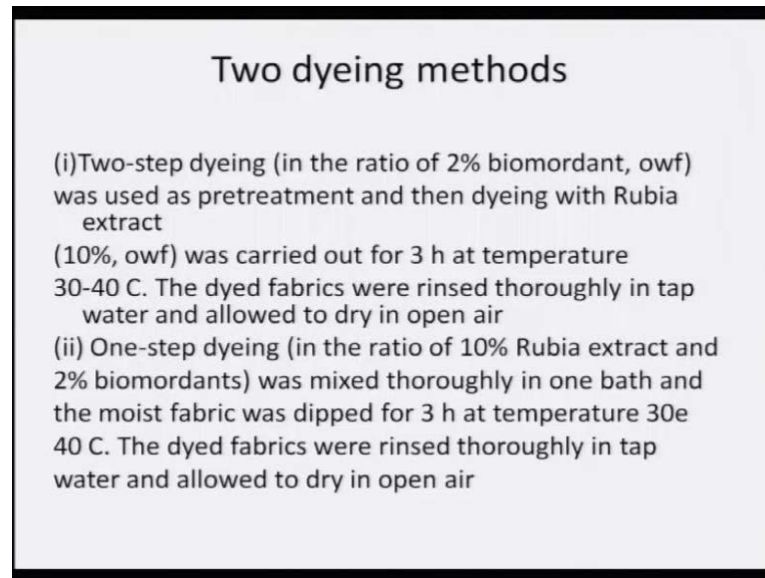 Two dyeing methods
(i)Two-step dyeing (in the ratio of 2% biomordant, owf)
was used as pretreatment and then dyeing with Rubia
extract
(10%, owf) was carried out for 3 h at temperature
30-40 C. The dyed fabrics were rinsed thoroughly in tap
water and allowed to dry in open air
(ii) One-step dyeing (in the ratio of 10% Rubia extract and
2% biomordants) was mixed thoroughly in one bath and
the moist fabric was dipped for 3 h at temperature 30e
40 C. The dyed fabrics were rinsed thoroughly in tap
water and allowed to dry in open air